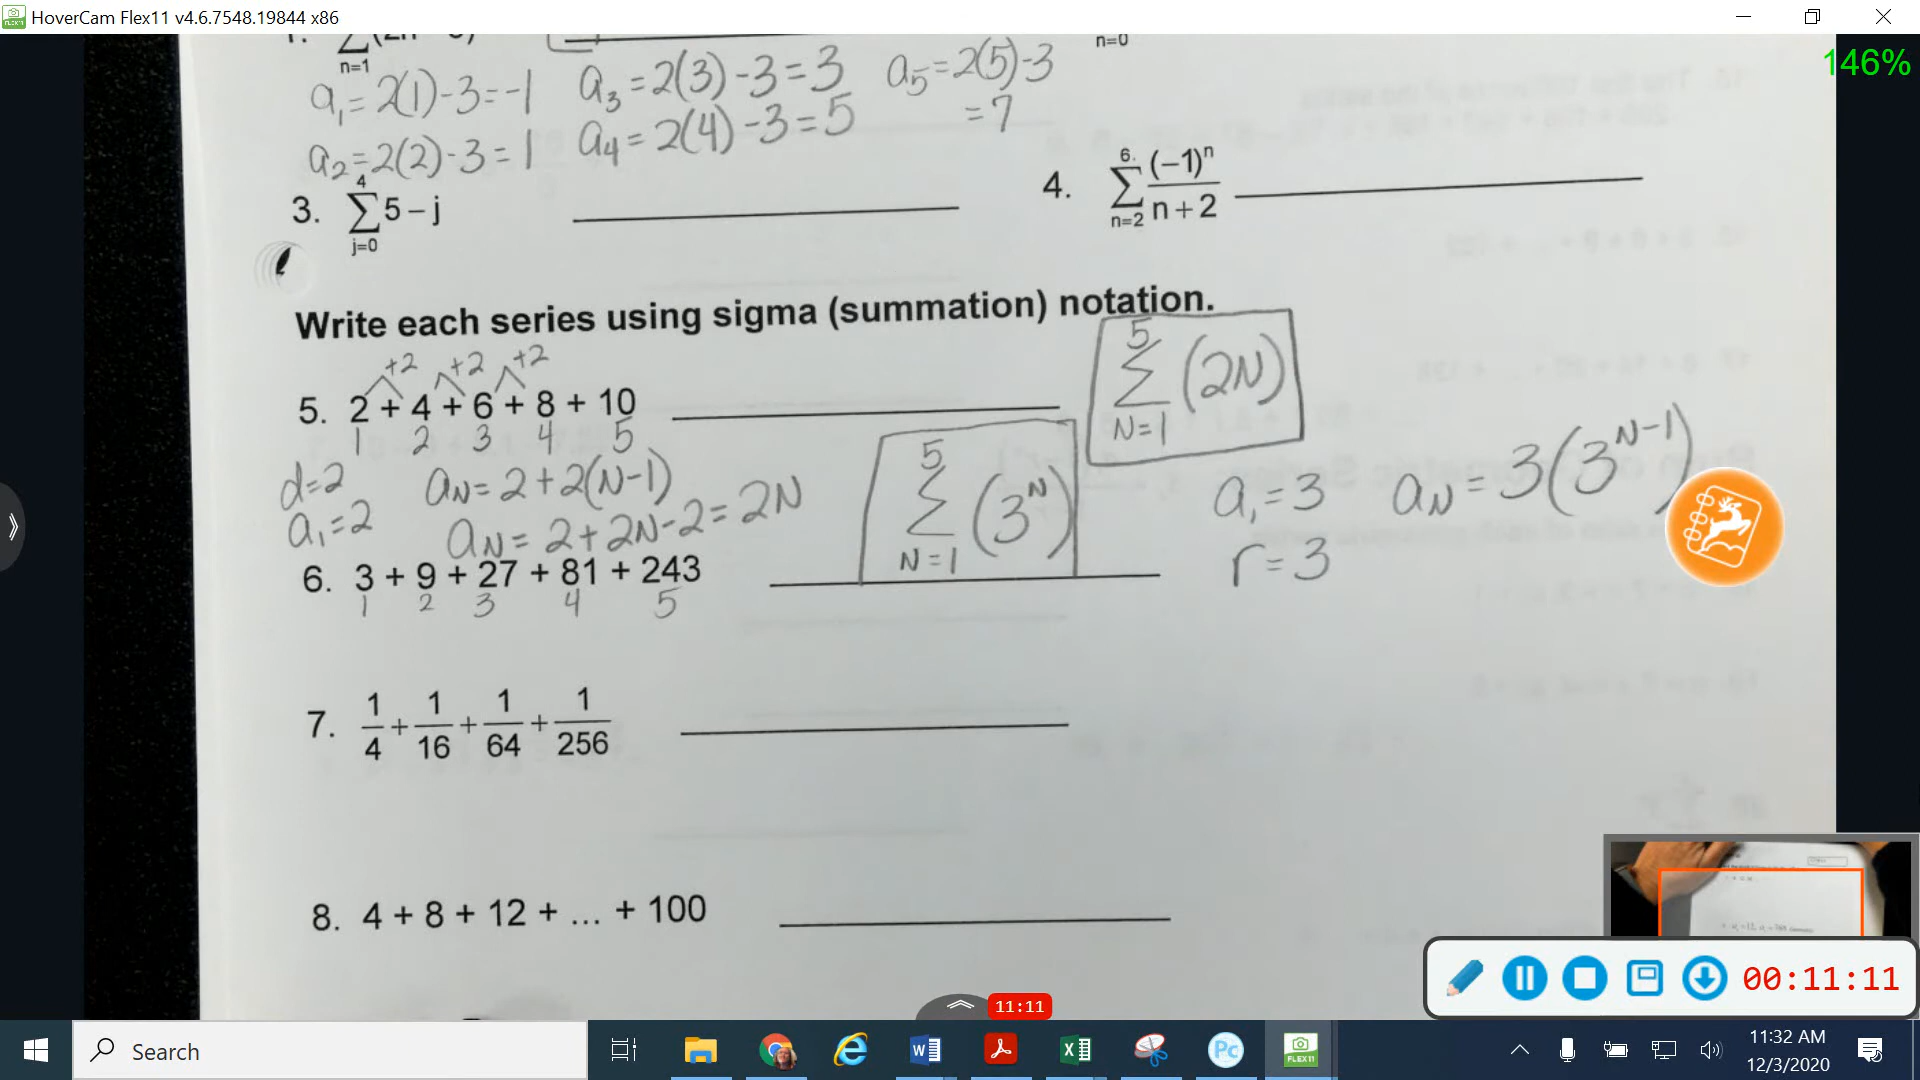 HoverCam Flex11 v4.6.7548.19844 x86
146%
n=1
n=0
a₁ = 2(1)-3 = -1
a₃ = 2(3)-3 = 3
a₅ = 2(5)-3
= 7
a₂ = 2(2)-3 = 1
a₄ = 2(4)-3 = 5
3. 4 ∑ j=0 5 – j
4. 6 ∑ n=2 (–1)ⁿ / n + 2
Write each series using sigma (summation) notation.
+2 +2 +2
5. 2 + 4 + 6 + 8 + 10
1 2 3 4 5
5 ∑ N=1 (2N)
d=2 aN = 2+2(N-1)
a₁=2 aN = 2+2N-2 = 2N
5 ∑ N=1 (3^N)
a₁ = 3 aN = 3(3^N-1)
r = 3
6. 3 + 9 + 27 + 81 + 243
1 2 3 4 5
7. 1/4 + 1/16 + 1/64 + 1/256
8. 4 + 8 + 12 + ... + 100
00:11:11
11:11
Search
Pc
FLEX11
11:32 AM
12/3/2020